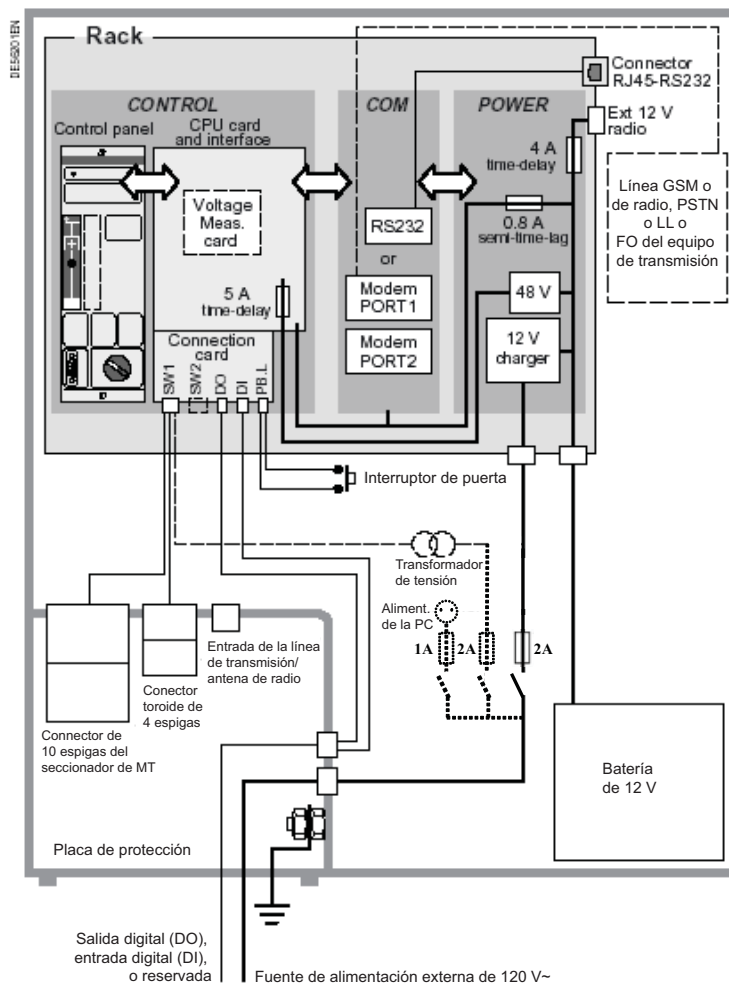 DE56201EN
Rack
Connector
RJ45-RS232
CONTROL
COM
POWER
Ext 12 V
radio
Control panel
CPU card
and interface
4 A
time-delay
Línea GSM o
de radio, PSTN
o LL o
FO del equipo
de transmisión
Voltage
Meas.
card
RS232
0.8 A
semi-time-lag
or
5 A
time-delay
Modem
PORT1
48 V
Modem
PORT2
12 V
charger
Connection
card
SW1
SW2
DO
DI
PB.L
Interruptor de puerta
Transformador
de tensión
Aliment.
de la PC
1A
2A
2A
Entrada de la línea
de transmisión/
antena de radio
Conector
toroide de
4 espigas
Connector de
10 espigas del
seccionador de MT
Batería
de 12 V
Placa de protección
Salida digital (DO),
entrada digital (DI),
o reservada
Fuente de alimentación externa de 120 V~